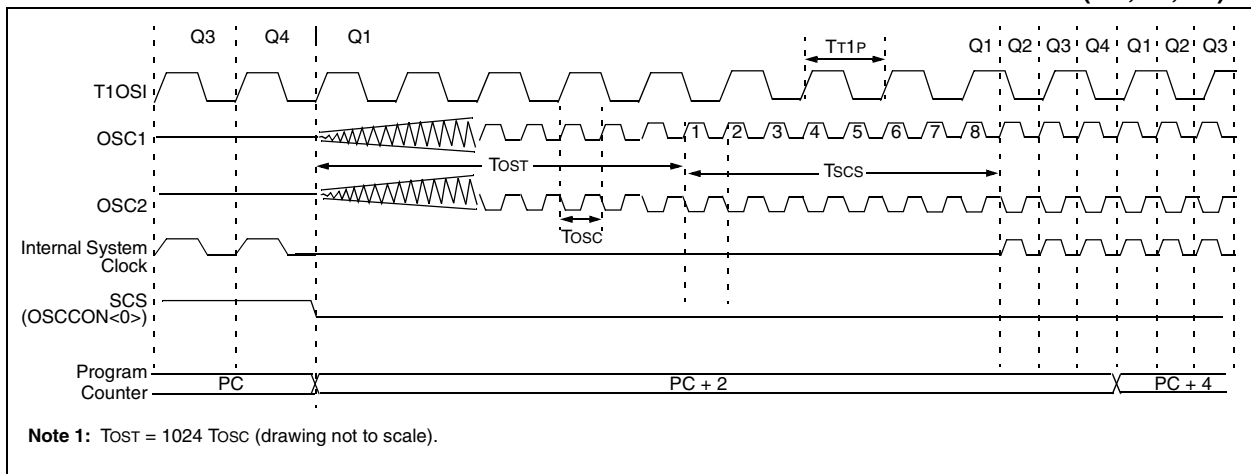 Q3 Q4 Q1 TT1P Q1 Q2 Q3 Q4 Q1 Q2 Q3
T1OSI
OSC1 1 2 3 4 5 6 7 8
TOST TSCS
OSC2
TOSC
Internal System
Clock
SCS
(OSCCON<0>)
Program
Counter
PC PC + 2 PC + 4
Note 1: TOST = 1024 TOSC (drawing not to scale).